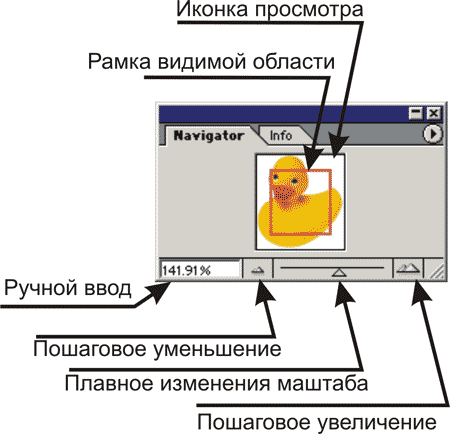 Иконка просмотра
Рамка видимой области
Navigator
Info
141.91%
Ручной ввод
Пошаговое уменьшение
Плавное изменения маштаба
Пошаговое увеличение